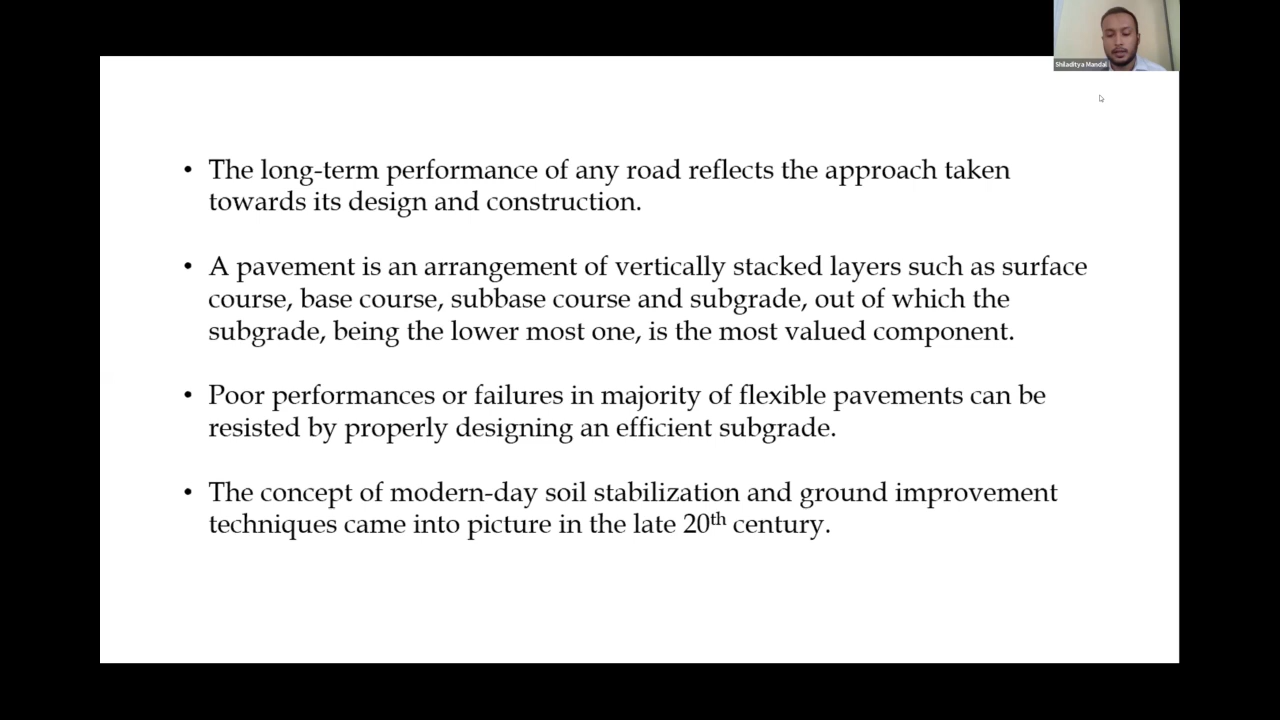 Shiladitya Mandal
• The long-term performance of any road reflects the approach taken
towards its design and construction.
• A pavement is an arrangement of vertically stacked layers such as surface
course, base course, subbase course and subgrade, out of which the
subgrade, being the lower most one, is the most valued component.
• Poor performances or failures in majority of flexible pavements can be
resisted by properly designing an efficient subgrade.
• The concept of modern-day soil stabilization and ground improvement
techniques came into picture in the late 20th century.